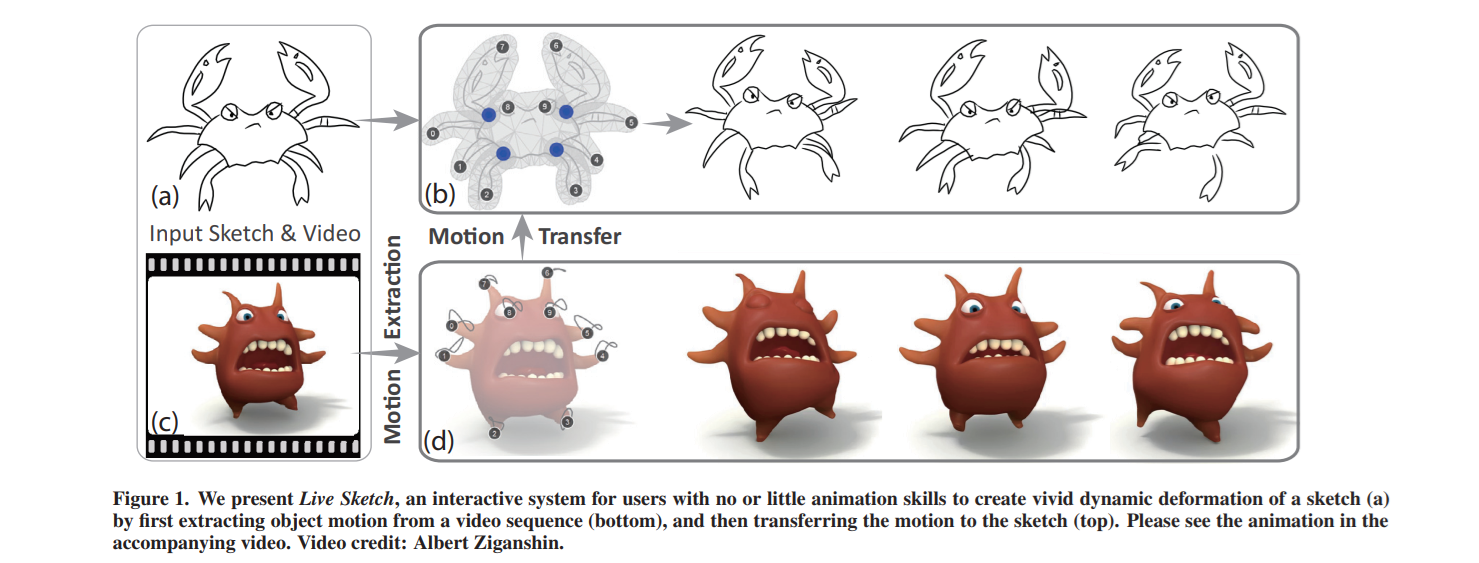 7
6
8
9
0
5
1
4
2
3
(a)
(b)
Input Sketch & Video
Motion Transfer
Motion Extraction
6
7
8
9
0
5
1
4
3
2
(c)
(d)
Figure 1. We present Live Sketch, an interactive system for users with no or little animation skills to create vivid dynamic deformation of a sketch (a)
by first extracting object motion from a video sequence (bottom), and then transferring the motion to the sketch (top). Please see the animation in the
accompanying video. Video credit: Albert Ziganshin.